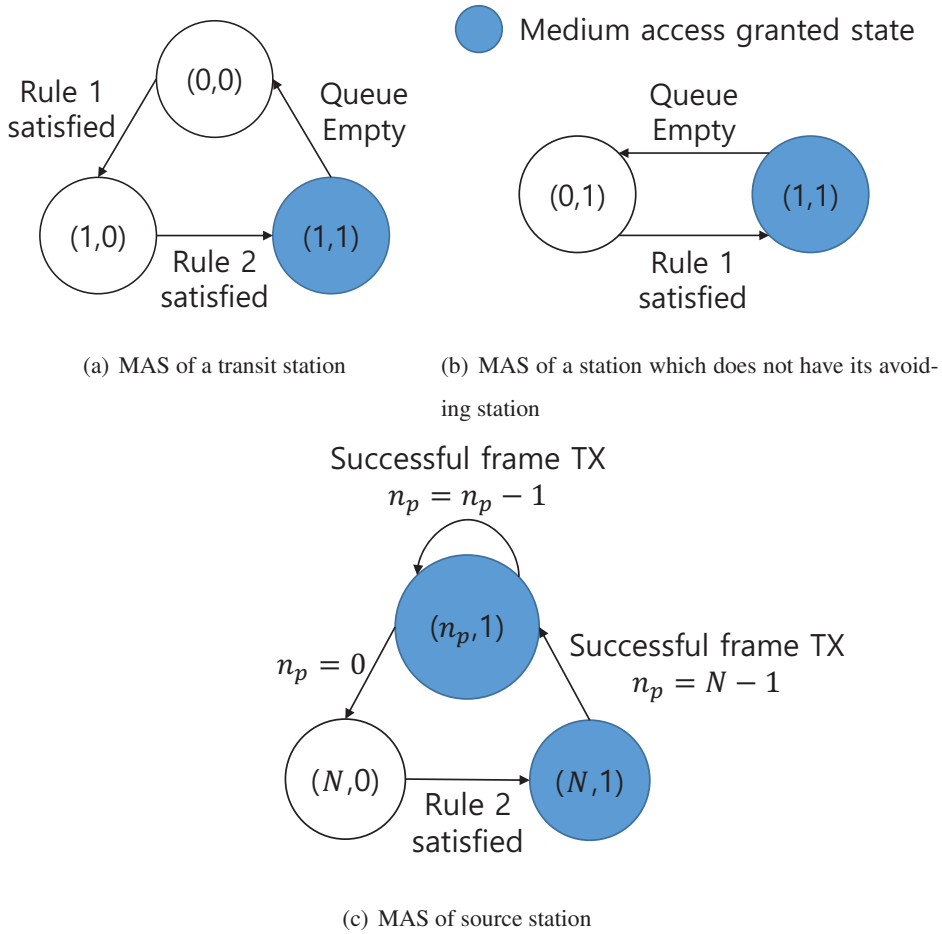 Medium access granted state
(0,0)
Rule 1
satisfied
Queue
Empty
(1,0)
(1,1)
Rule 2
satisfied
Queue
Empty
(0,1)
(1,1)
Rule 1
satisfied
(a) MAS of a transit station
(b) MAS of a station which does not have its avoid-
ing station
Successful frame TX
$n_p = n_p - 1$
$(n_p,1)$
$n_p = 0$
Successful frame TX
$n_p = N - 1$
$(N,0)$
$(N,1)$
Rule 2
satisfied
(c) MAS of source station